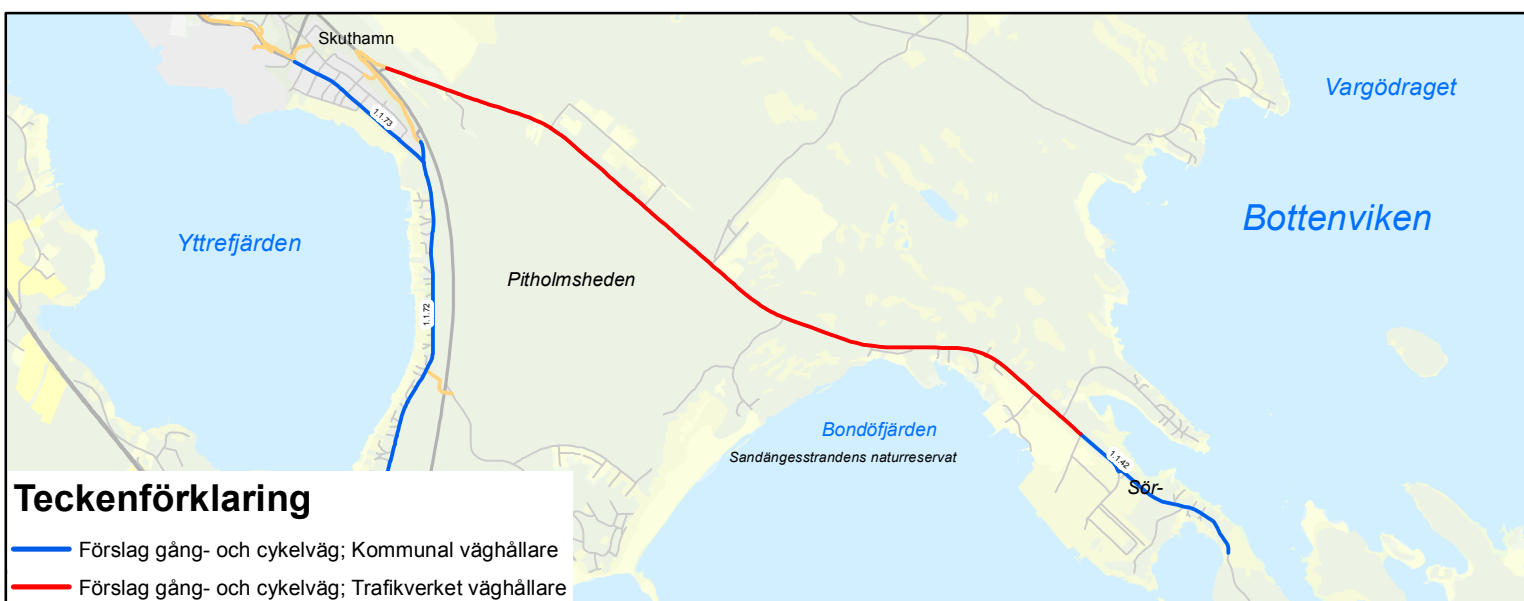 Skuthamn
Vargödraget
1.1.73
Bottenviken
Yttrefjärden
Pitholmsheden
1.1.72
Bondöfjärden
Sandängesstrandens naturreservat
1.1.42
Sör-
Teckenförklaring
Förslag gång- och cykelväg; Kommunal väghållare
Förslag gång- och cykelväg; Trafikverket väghållare